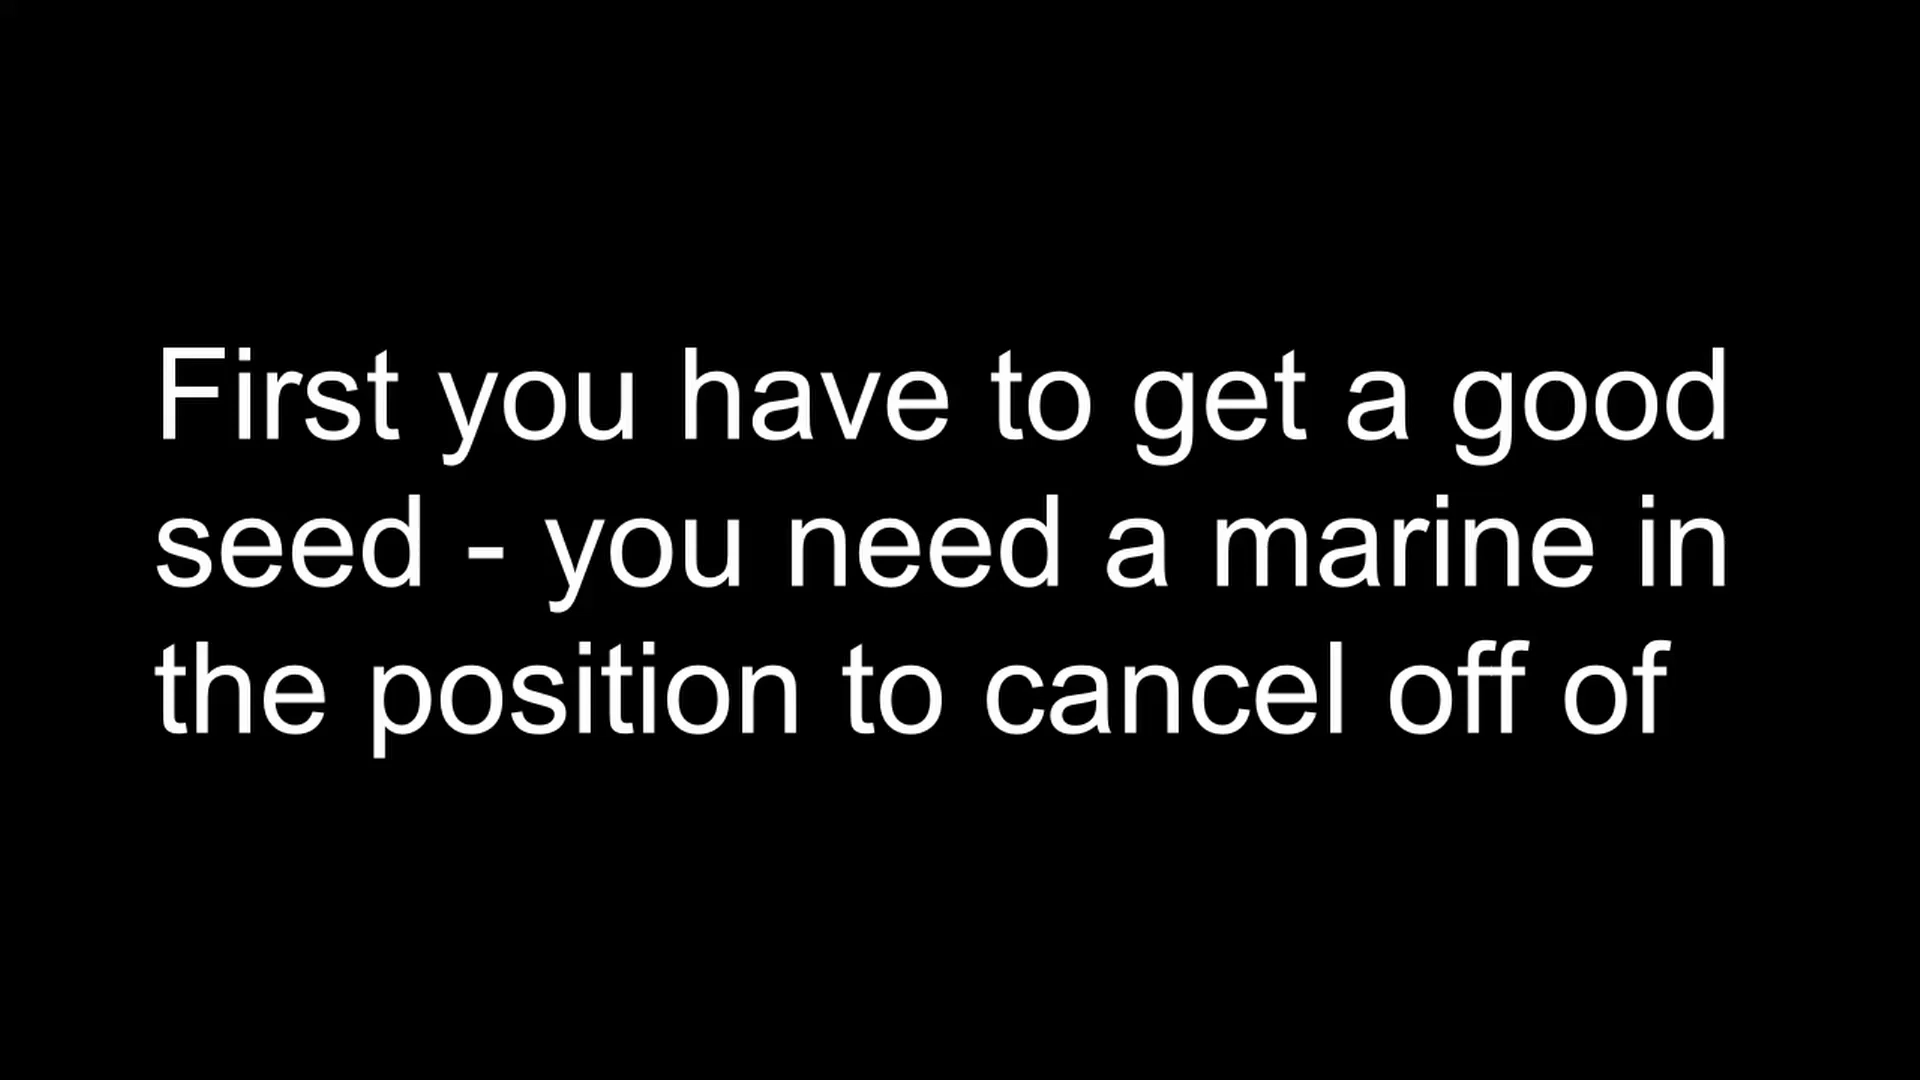 First you have to get a good
seed - you need a marine in
the position to cancel off of